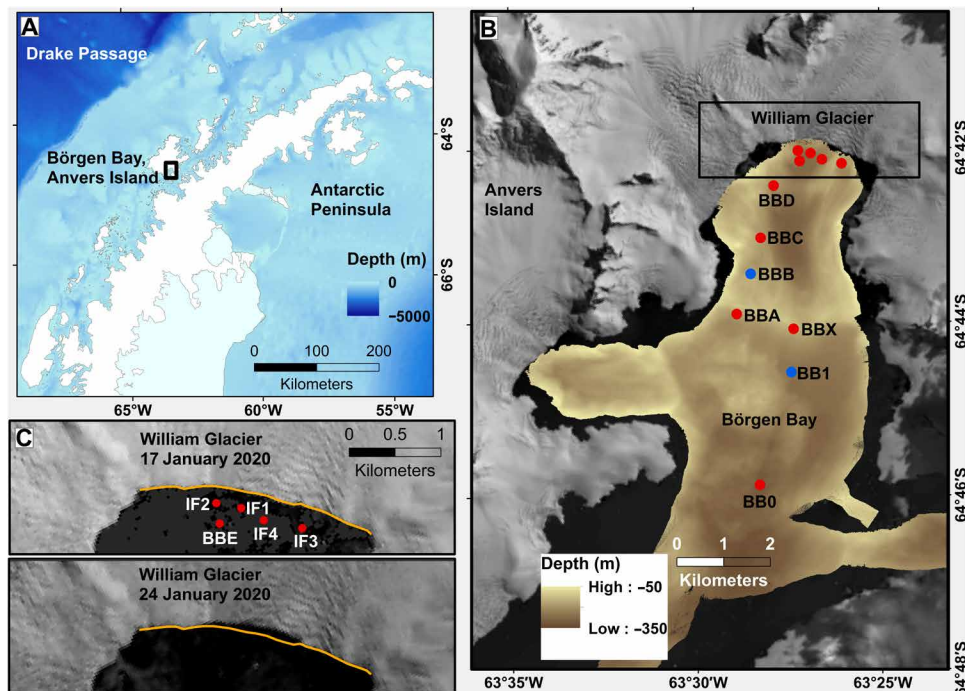 A
Drake Passage
Börgen Bay,
Anvers Island
Antarctic
Peninsula
Depth (m)
0
−5000
0 100 200
Kilometers
64°S
66°S
65°W 60°W 55°W
B
William Glacier
Anvers
Island
BBD
BBC
BBB
BBA
BBX
BB1
Börgen Bay
BB0
Depth (m)
High : −50
Low : −350
0 1 2
Kilometers
64°42'S
64°44'S
64°46'S
64°48'S
63°35'W 63°30'W 63°25'W
C
William Glacier
17 January 2020
0 0.5 1
Kilometers
IF2
IF1
BBE
IF4
IF3
William Glacier
24 January 2020